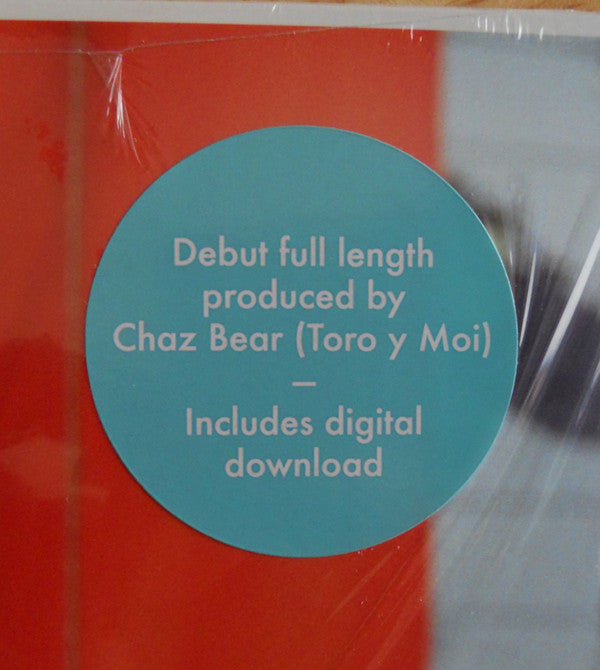 Debut full length
produced by
Chaz Bear (Toro y Moi)
–
Includes digital
download